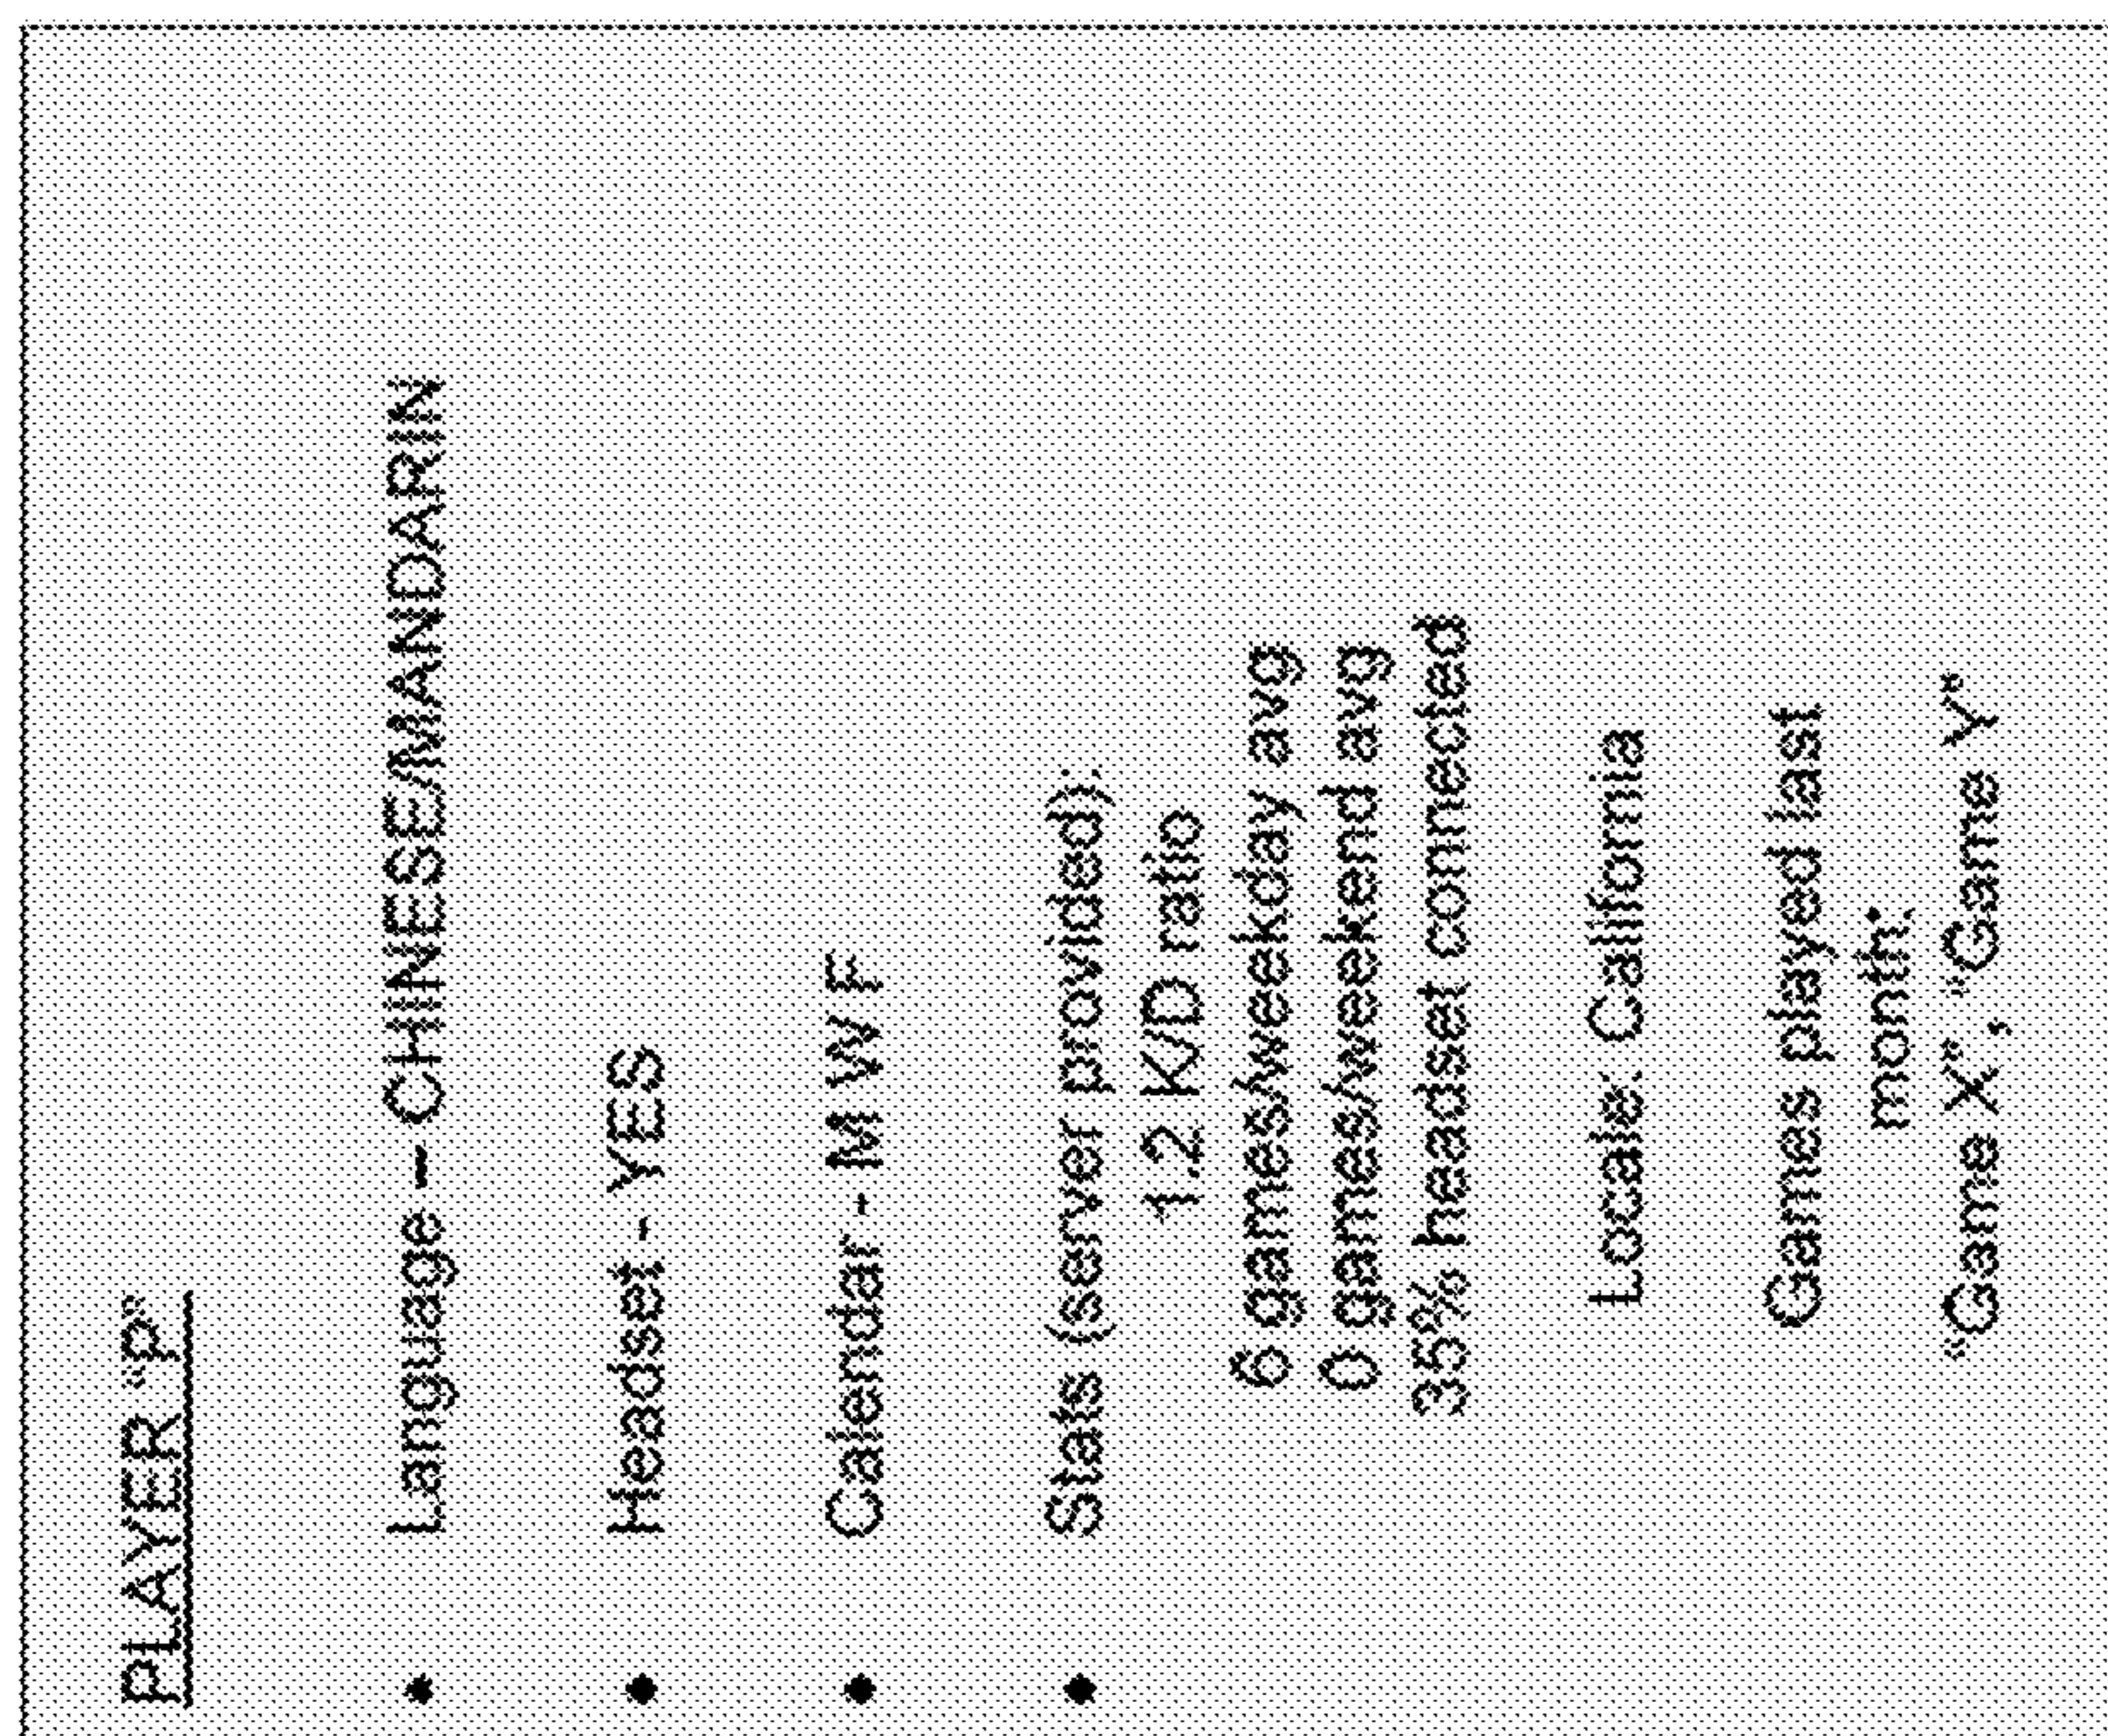 PLAYER “P”
• Language – CHINESE/MANDARIN
• Headset - YES
• Calendar - M W F
• Stats (server provided):
1.2 K/D ratio
6 games/weekday avg
0 games/weekend avg
35% headset connected
Locale: California
Games played last
month:
“Game X”, “Game Y”